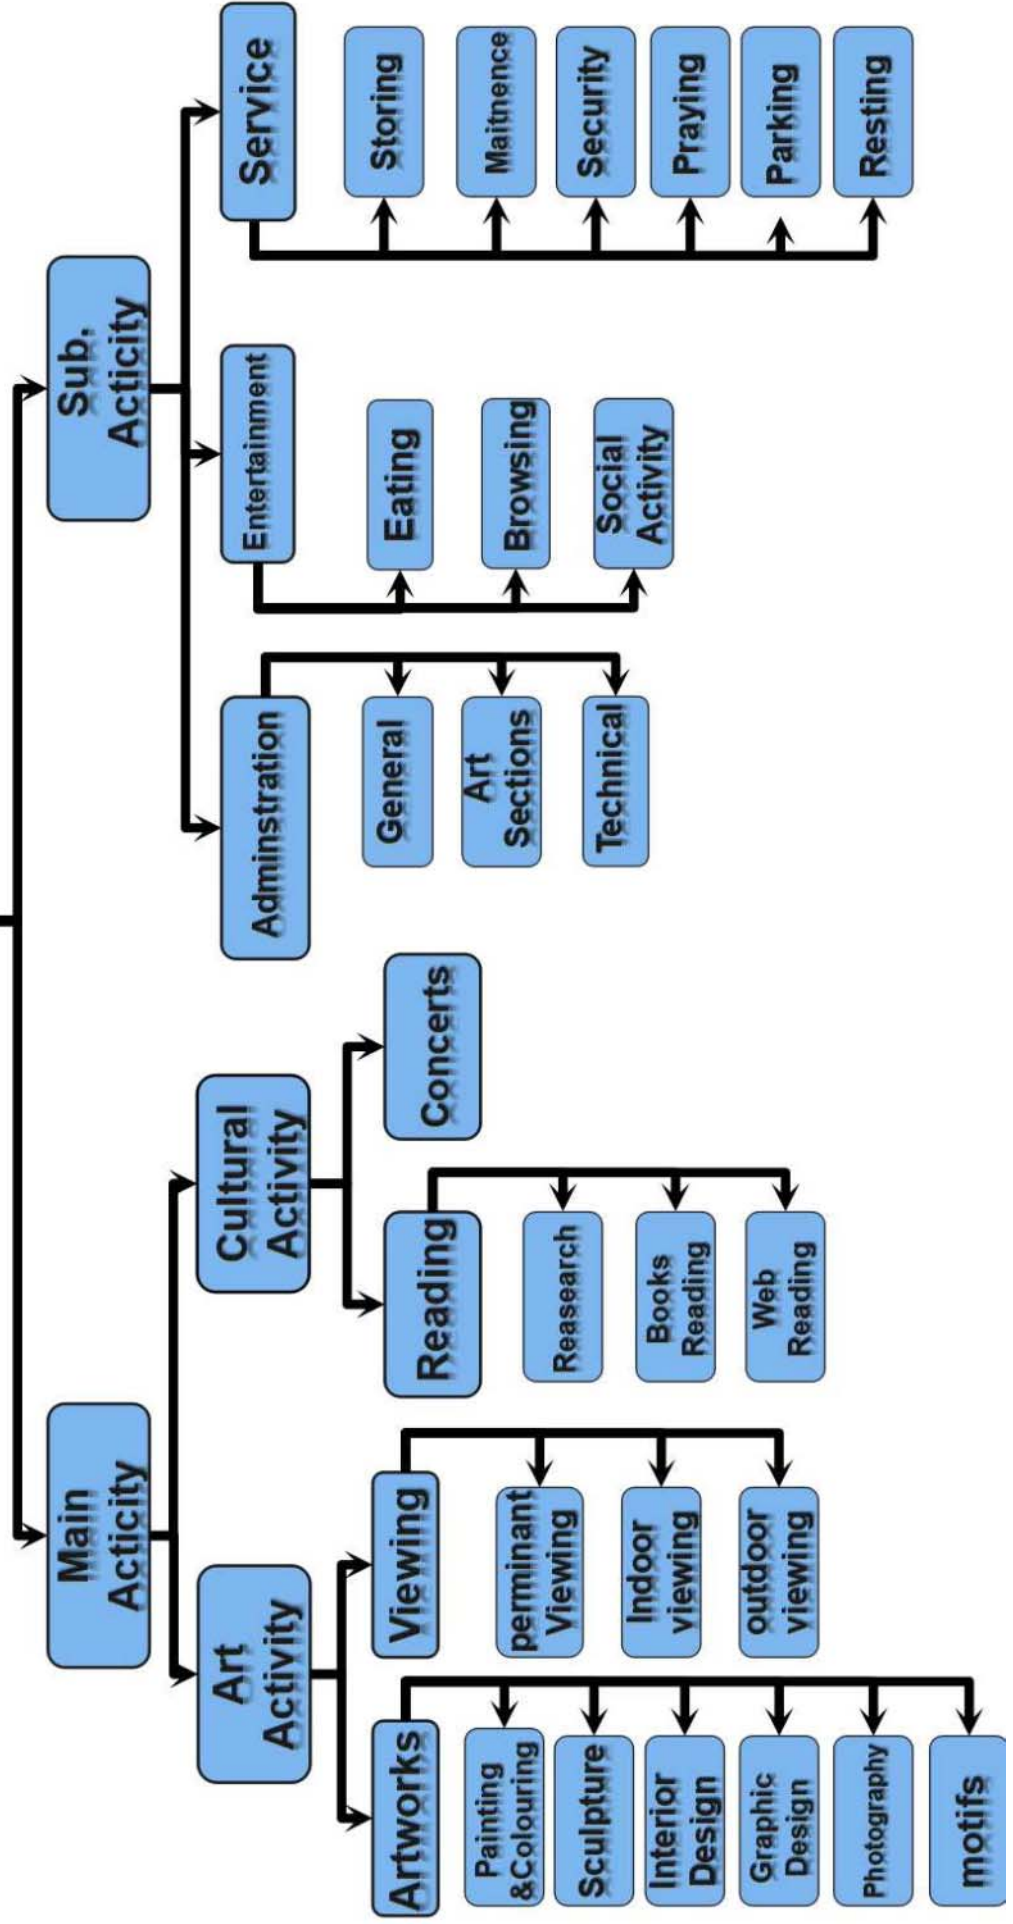 Main
Acticity
Sub.
Acticity
Art
Activity
Cultural
Activity
Adminstration
Entertainment
Service
Artworks
Painting
&Colouring
Sculpture
Interior
Design
Graphic
Design
Photography
motifs
Viewing
perminant
Viewing
Indoor
viewing
outdoor
viewing
Reading
Reasearch
Books
Reading
Web
Reading
Concerts
General
Art
Sections
Technical
Eating
Browsing
Social
Activity
Storing
Maitnence
Security
Praying
Parking
Resting